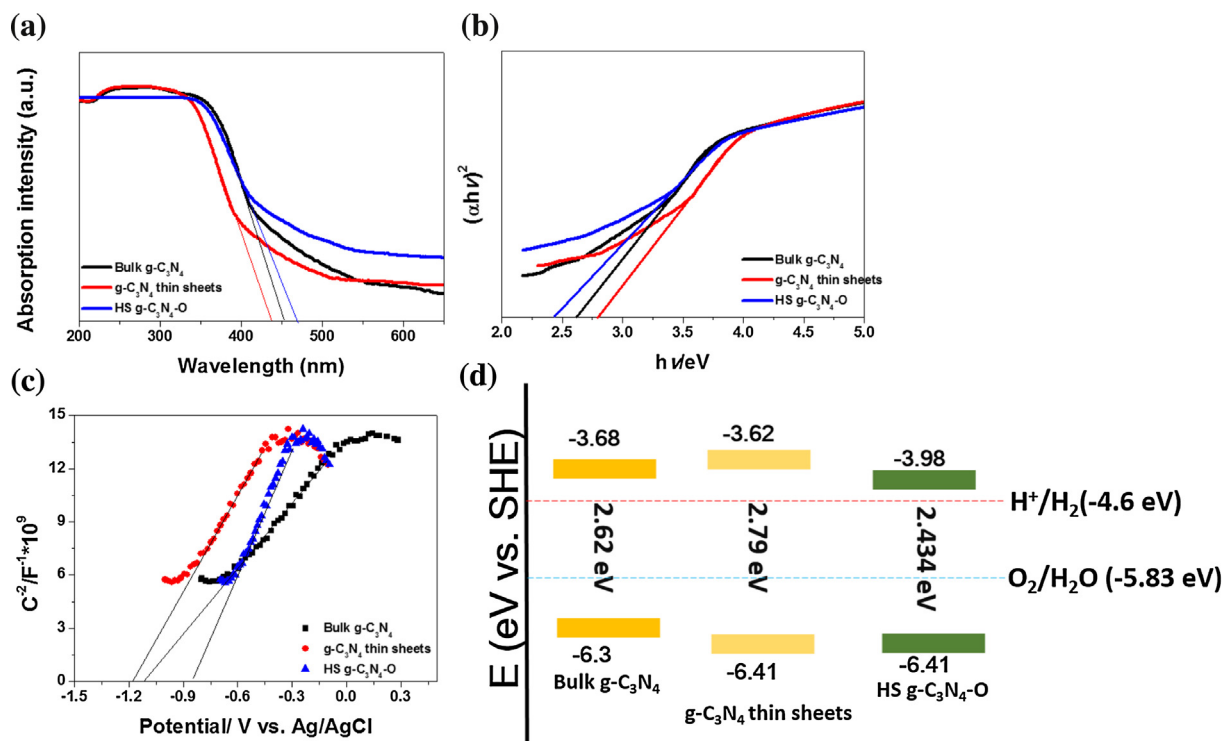 (a)
Absorption intensity (a.u.)
Bulk g-C₃N₄
g-C₃N₄ thin sheets
HS g-C₃N₄-O
200 300 400 500 600
Wavelength (nm)
(b)
(αhν)²
Bulk g-C₃N₄
g-C₃N₄ thin sheets
HS g-C₃N₄-O
2.0 2.5 3.0 3.5 4.0 4.5 5.0
hν/eV
(c)
C⁻²/F⁻¹*10⁹
15
12
9
6
3
0
Bulk g-C₃N₄
g-C₃N₄ thin sheets
HS g-C₃N₄-O
-1.5 -1.2 -0.9 -0.6 -0.3 0.0 0.3
Potential/ V vs. Ag/AgCl
(d)
E (eV vs. SHE)
-3.68
-3.62
-3.98
H⁺/H₂(-4.6 eV)
2.62 eV
2.79 eV
2.434 eV
O₂/H₂O (-5.83 eV)
-6.3
-6.41
-6.41
Bulk g-C₃N₄
g-C₃N₄ thin sheets
HS g-C₃N₄-O